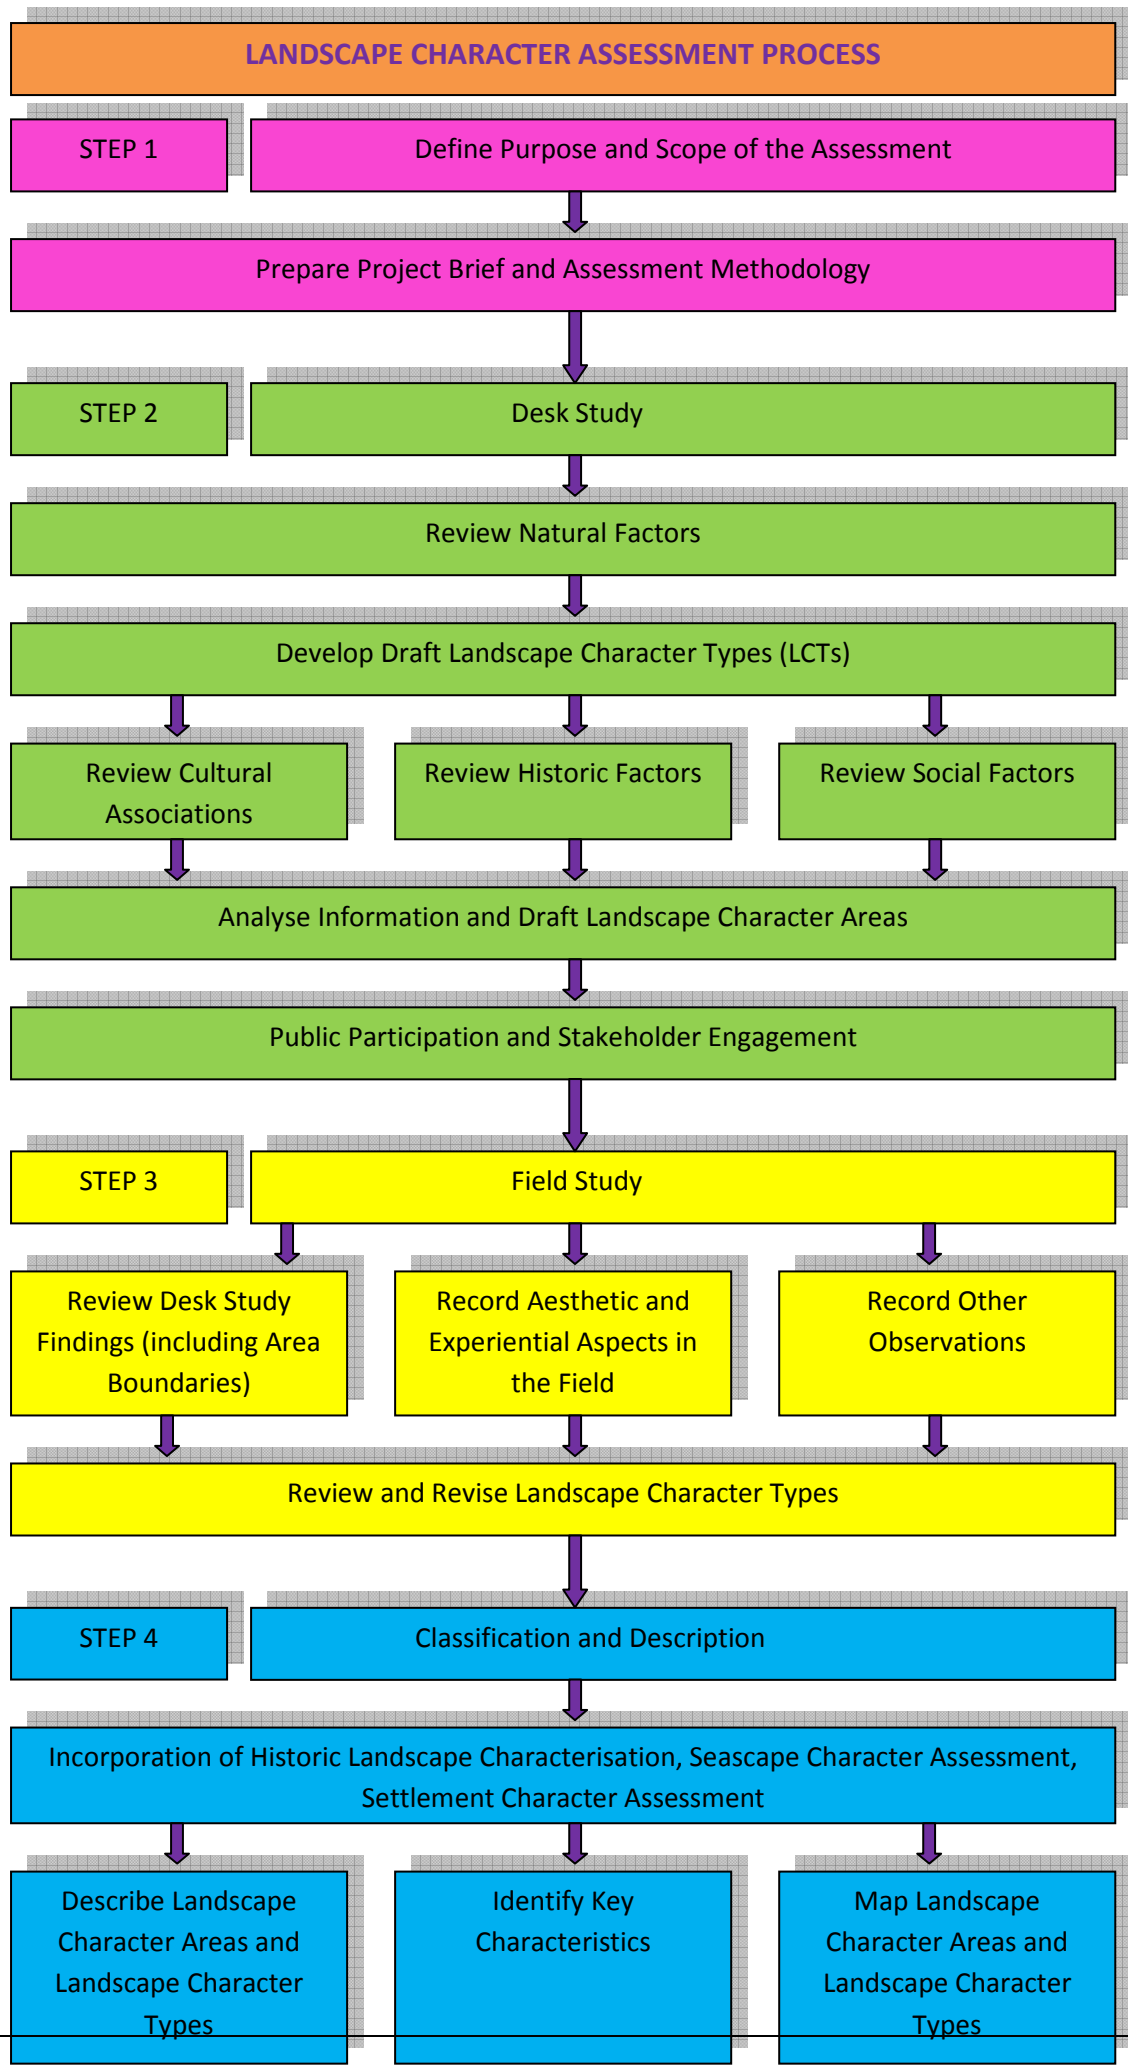 LANDSCAPE CHARACTER ASSESSMENT PROCESS
STEP 1
Define Purpose and Scope of the Assessment
Prepare Project Brief and Assessment Methodology
STEP 2
Desk Study
Review Natural Factors
Develop Draft Landscape Character Types (LCTs)
Review Cultural
Associations
Review Historic Factors
Review Social Factors
Analyse Information and Draft Landscape Character Areas
Public Participation and Stakeholder Engagement
STEP 3
Field Study
Review Desk Study
Findings (including Area
Boundaries)
Record Aesthetic and
Experiential Aspects in
the Field
Record Other
Observations
Review and Revise Landscape Character Types
STEP 4
Classification and Description
Incorporation of Historic Landscape Characterisation, Seascape Character Assessment,
Settlement Character Assessment
Describe Landscape
Character Areas and
Landscape Character
Types
Identify Key
Characteristics
Map Landscape
Character Areas and
Landscape Character
Types